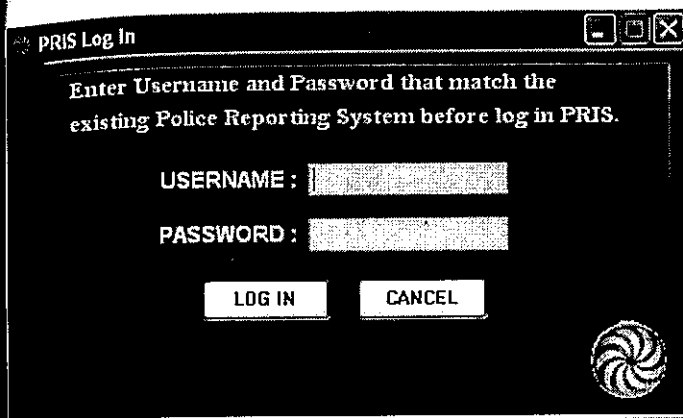 PRIS Log In
Enter Username and Password that match the
existing Police Reporting System before log in PRIS.
USERNAME :
PASSWORD :
LOG IN
CANCEL